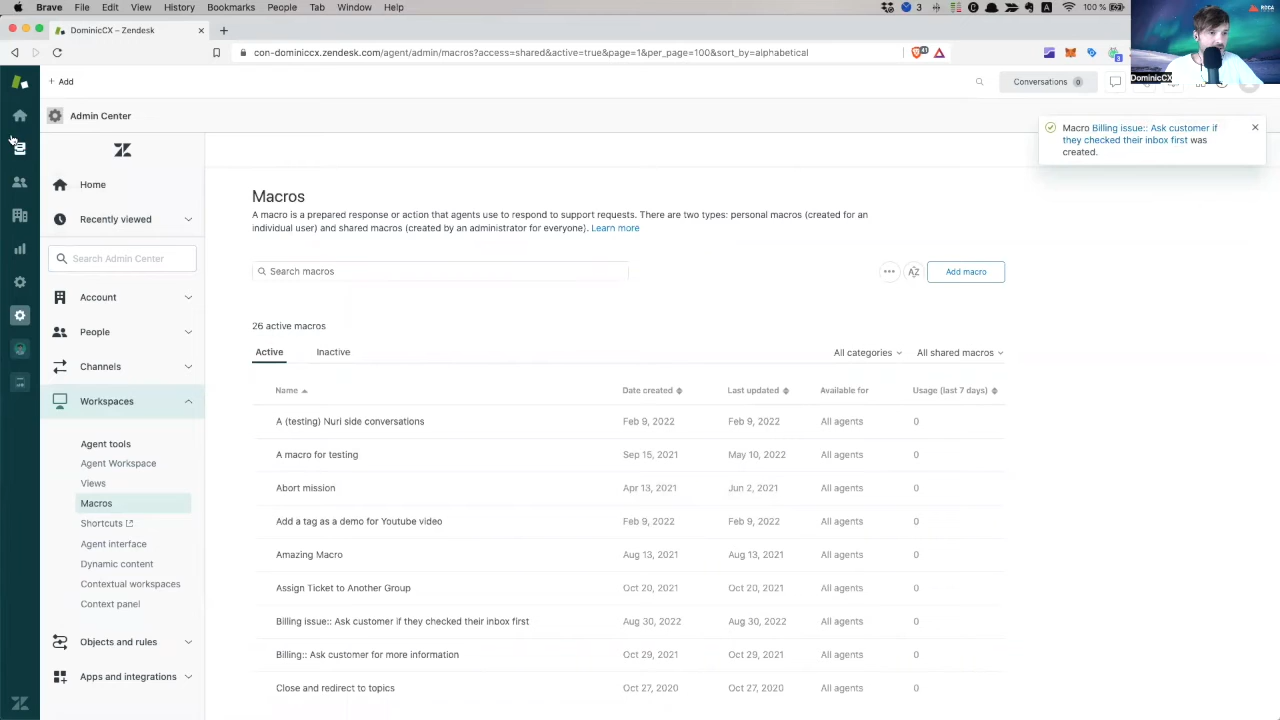 Brave File Edit View History Bookmarks People Tab Window Help
3
A
100 %
ROCA
DominicCX – Zendesk
con-dominiccx.zendesk.com/agent/admin/macros?access=shared&active=true&page=1&per_page=100&sort_by=alphabetical
DominicCX
+ Add
Conversations 0
Admin Center
Macro Billing issue:: Ask customer if
they checked their inbox first was
created.
Home
Recently viewed
Search Admin Center
Account
People
Channels
Workspaces
Agent tools
Agent Workspace
Views
Macros
Shortcuts
Agent interface
Dynamic content
Contextual workspaces
Context panel
Objects and rules
Apps and integrations
Macros
A macro is a prepared response or action that agents use to respond to support requests. There are two types: personal macros (created for an
individual user) and shared macros (created by an administrator for everyone). Learn more
Search macros
Add macro
26 active macros
Active Inactive
All categories All shared macros
Name Date created Last updated Available for Usage (last 7 days)
A (testing) Nuri side conversations Feb 9, 2022 Feb 9, 2022 All agents 0
A macro for testing Sep 15, 2021 May 10, 2022 All agents 0
Abort mission Apr 13, 2021 Jun 2, 2021 All agents 0
Add a tag as a demo for Youtube video Feb 9, 2022 Feb 9, 2022 All agents 0
Amazing Macro Aug 13, 2021 Aug 13, 2021 All agents 0
Assign Ticket to Another Group Oct 20, 2021 Oct 20, 2021 All agents 0
Billing issue:: Ask customer if they checked their inbox first Aug 30, 2022 Aug 30, 2022 All agents 0
Billing:: Ask customer for more information Oct 29, 2021 Oct 29, 2021 All agents 0
Close and redirect to topics Oct 27, 2020 Oct 27, 2020 All agents 0